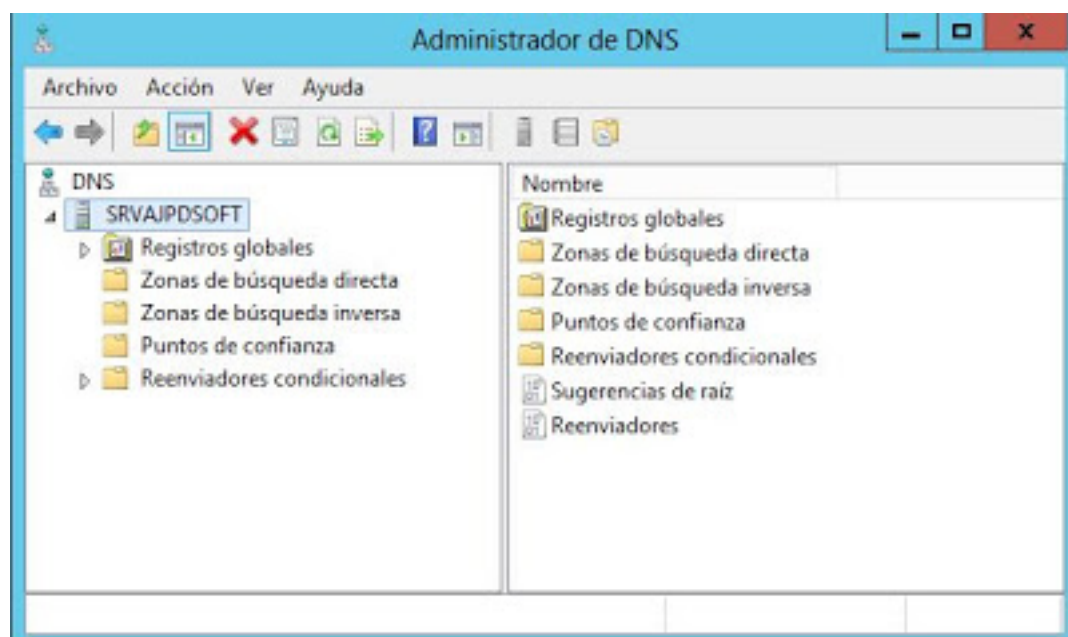 Administrador de DNS
Archivo Acción Ver Ayuda
DNS
SRVAJPDSOFT
Registros globales
Zonas de búsqueda directa
Zonas de búsqueda inversa
Puntos de confianza
Reenviadores condicionales
Nombre
Registros globales
Zonas de búsqueda directa
Zonas de búsqueda inversa
Puntos de confianza
Reenviadores condicionales
Sugerencias de raíz
Reenviadores